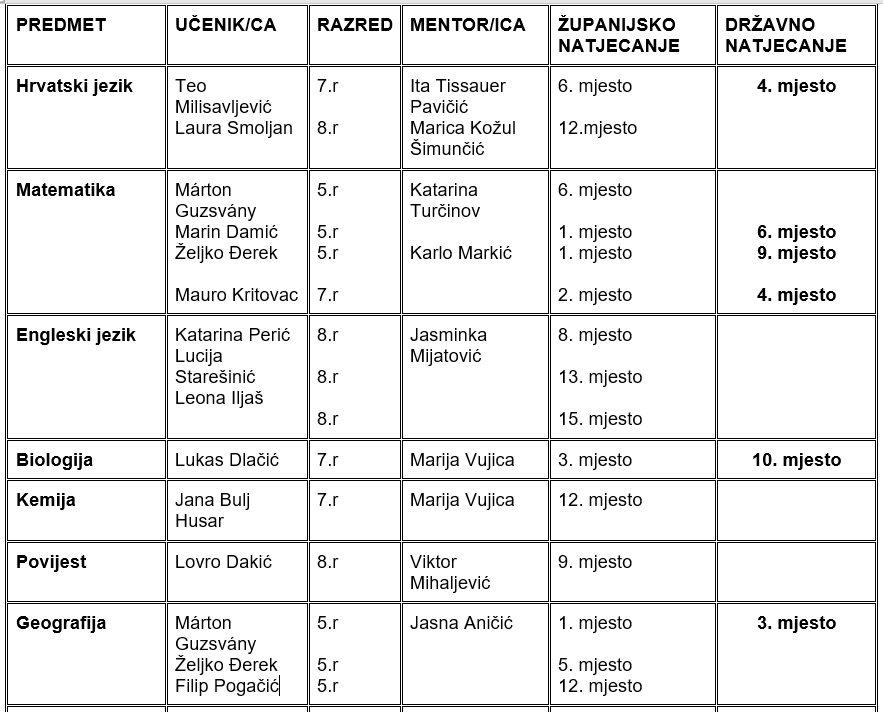 PREDMET UČENIK/CA RAZRED MENTOR/ICA ŽUPANIJSKO NATJECANJE DRŽAVNO NATJECANJE
Hrvatski jezik Teo 7.r Ita Tissauer 6. mjesto 4. mjesto
Milisavljević Pavičić
Laura Smoljan 8.r Marica Kožul 12.mjesto
Šimunčić
Matematika Márton 5.r Katarina 6. mjesto
Guzsvány Turčinov
Marin Damić 5.r 1. mjesto 6. mjesto
Željko Đerek 5.r Karlo Markić 1. mjesto 9. mjesto
Mauro Kritovac 7.r 2. mjesto 4. mjesto
Engleski jezik Katarina Perić 8.r Jasminka 8. mjesto
Lucija Mijatović
Starešinić 8.r 13. mjesto
Leona Iljaš
8.r 15. mjesto
Biologija Lukas Dlačić 7.r Marija Vujica 3. mjesto 10. mjesto
Kemija Jana Bulj 7.r Marija Vujica 12. mjesto
Husar
Povijest Lovro Dakić 8.r Viktor 9. mjesto
Mihaljević
Geografija Márton 5.r Jasna Aničić 1. mjesto 3. mjesto
Guzsvány
Željko Đerek 5.r 5. mjesto
Filip Pogačić 5.r 12. mjesto